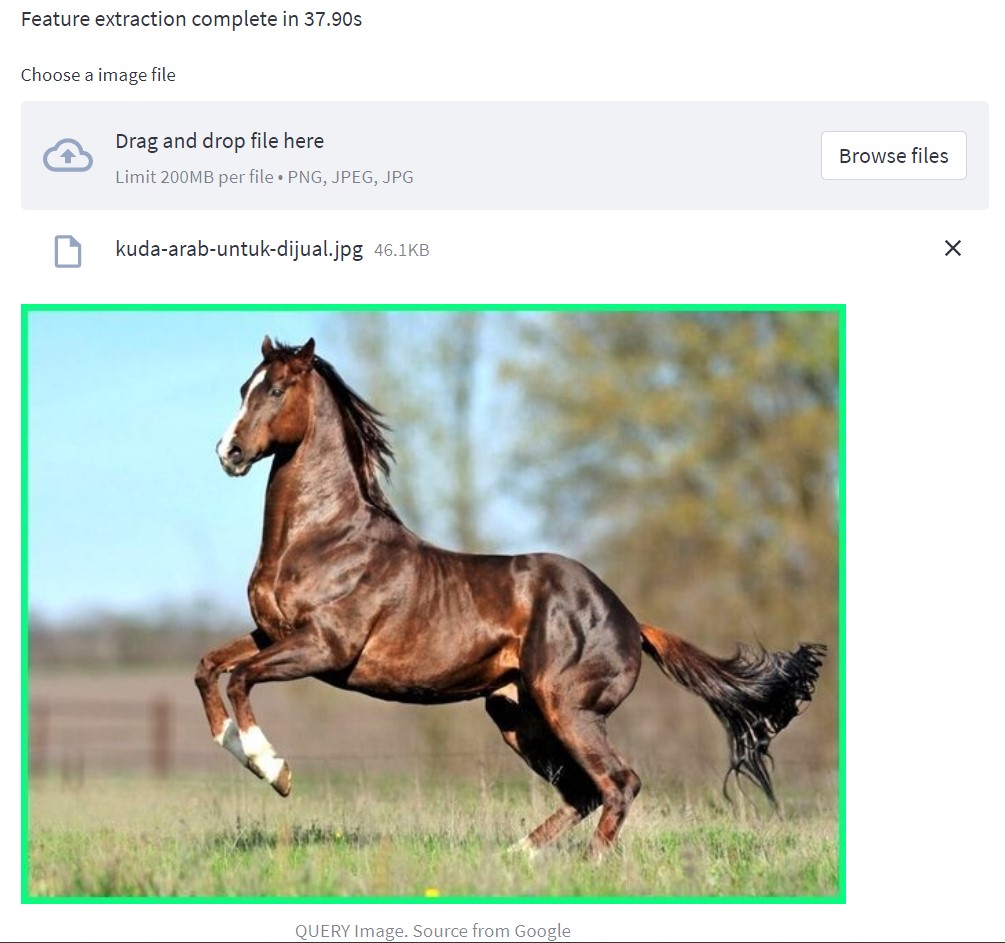 Feature extraction complete in 37.90s
Choose a image file
Drag and drop file here
Limit 200MB per file • PNG, JPEG, JPG
Browse files
kuda-arab-untuk-dijual.jpg 46.1KB
QUERY Image. Source from Google